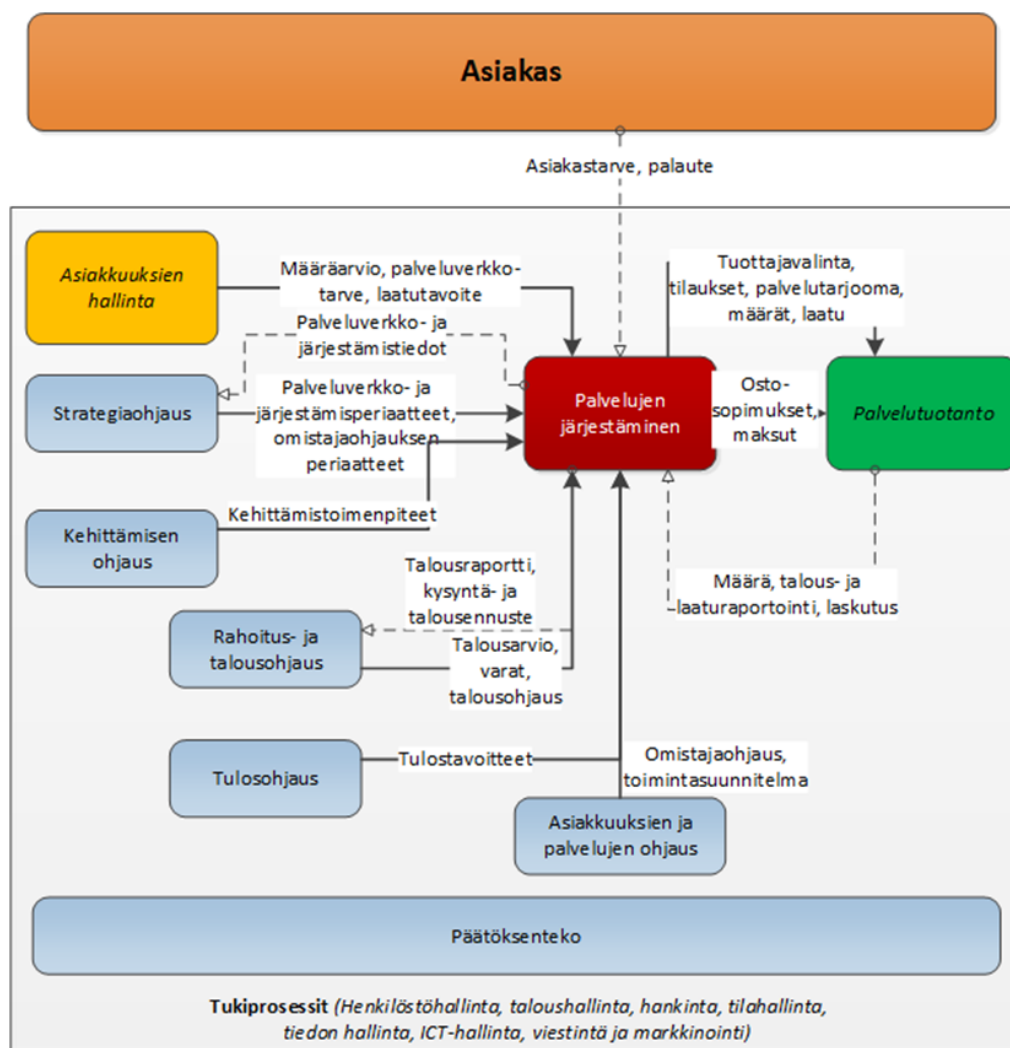 Asiakas
Asiakastarve, palaute
Asiakkuuksien
hallinta
Määräarvio, palveluverkko-
tarve, laatutavoite
Tuottajavalinta,
tilaukset, palvelutarjooma,
määrät, laatu
Palveluverkko- ja
järjestämistiedot
Strategiaohjaus
Palveluverkko- ja
järjestämisperiaatteet,
omistajaohjauksen
periaatteet
Palvelujen
järjestäminen
Osto-
sopimukset,
maksut
Palvelutuotanto
Kehittämisen
ohjaus
Kehittämistoimenpiteet
Talousraportti,
kysyntä- ja
talousennuste
Määrä, talous- ja
laaturaportointi, laskutus
Rahoitus- ja
talousohjaus
Talousarvio,
varat,
talousohjaus
Tulosohjaus
Tulostavoitteet
Omistajaohjaus,
toimintasuunnitelma
Asiakkuuksien ja
palvelujen ohjaus
Päätöksenteko
Tukiprosessit (Henkilöstöhallinta, taloushallinta, hankinta, tilahallinta,
tiedon hallinta, ICT-hallinta, viestintä ja markkinointi)